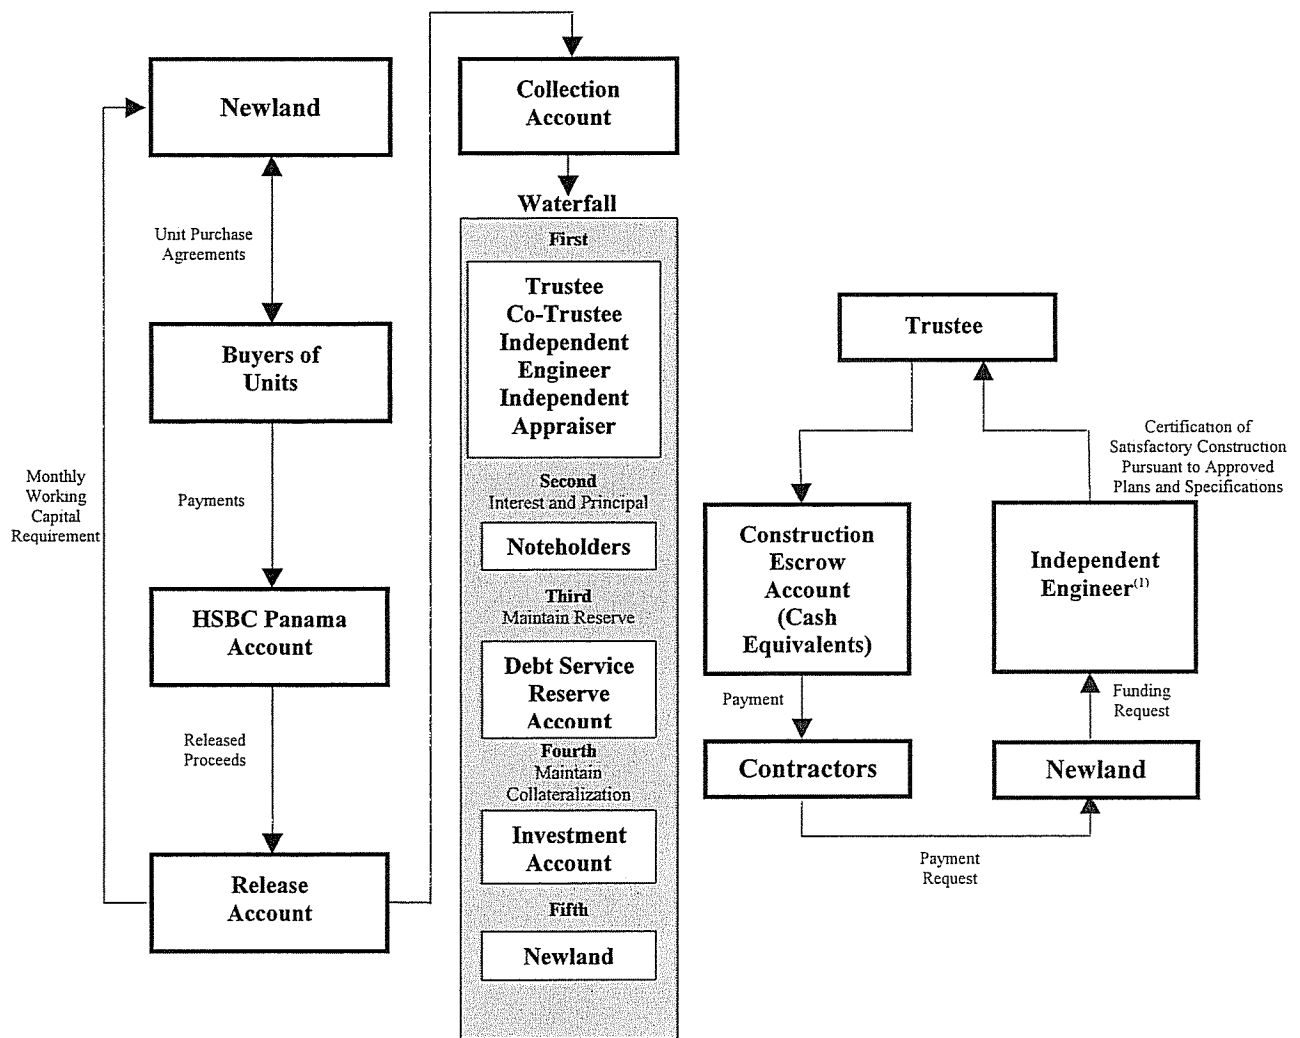 Newland
Unit Purchase
Agreements
Buyers of
Units
Monthly
Working
Capital
Requirement
Payments
HSBC Panama
Account
Released
Proceeds
Release
Account
Collection
Account
Waterfall
First
Trustee
Co-Trustee
Independent
Engineer
Independent
Appraiser
Second
Interest and Principal
Noteholders
Third
Maintain Reserve
Debt Service
Reserve
Account
Fourth
Maintain
Collateralization
Investment
Account
Fifth
Newland
Trustee
Certification of
Satisfactory Construction
Pursuant to Approved
Plans and Specifications
Construction
Escrow
Account
(Cash
Equivalents)
Independent
Engineer(1)
Payment
Funding
Request
Contractors
Newland
Payment
Request